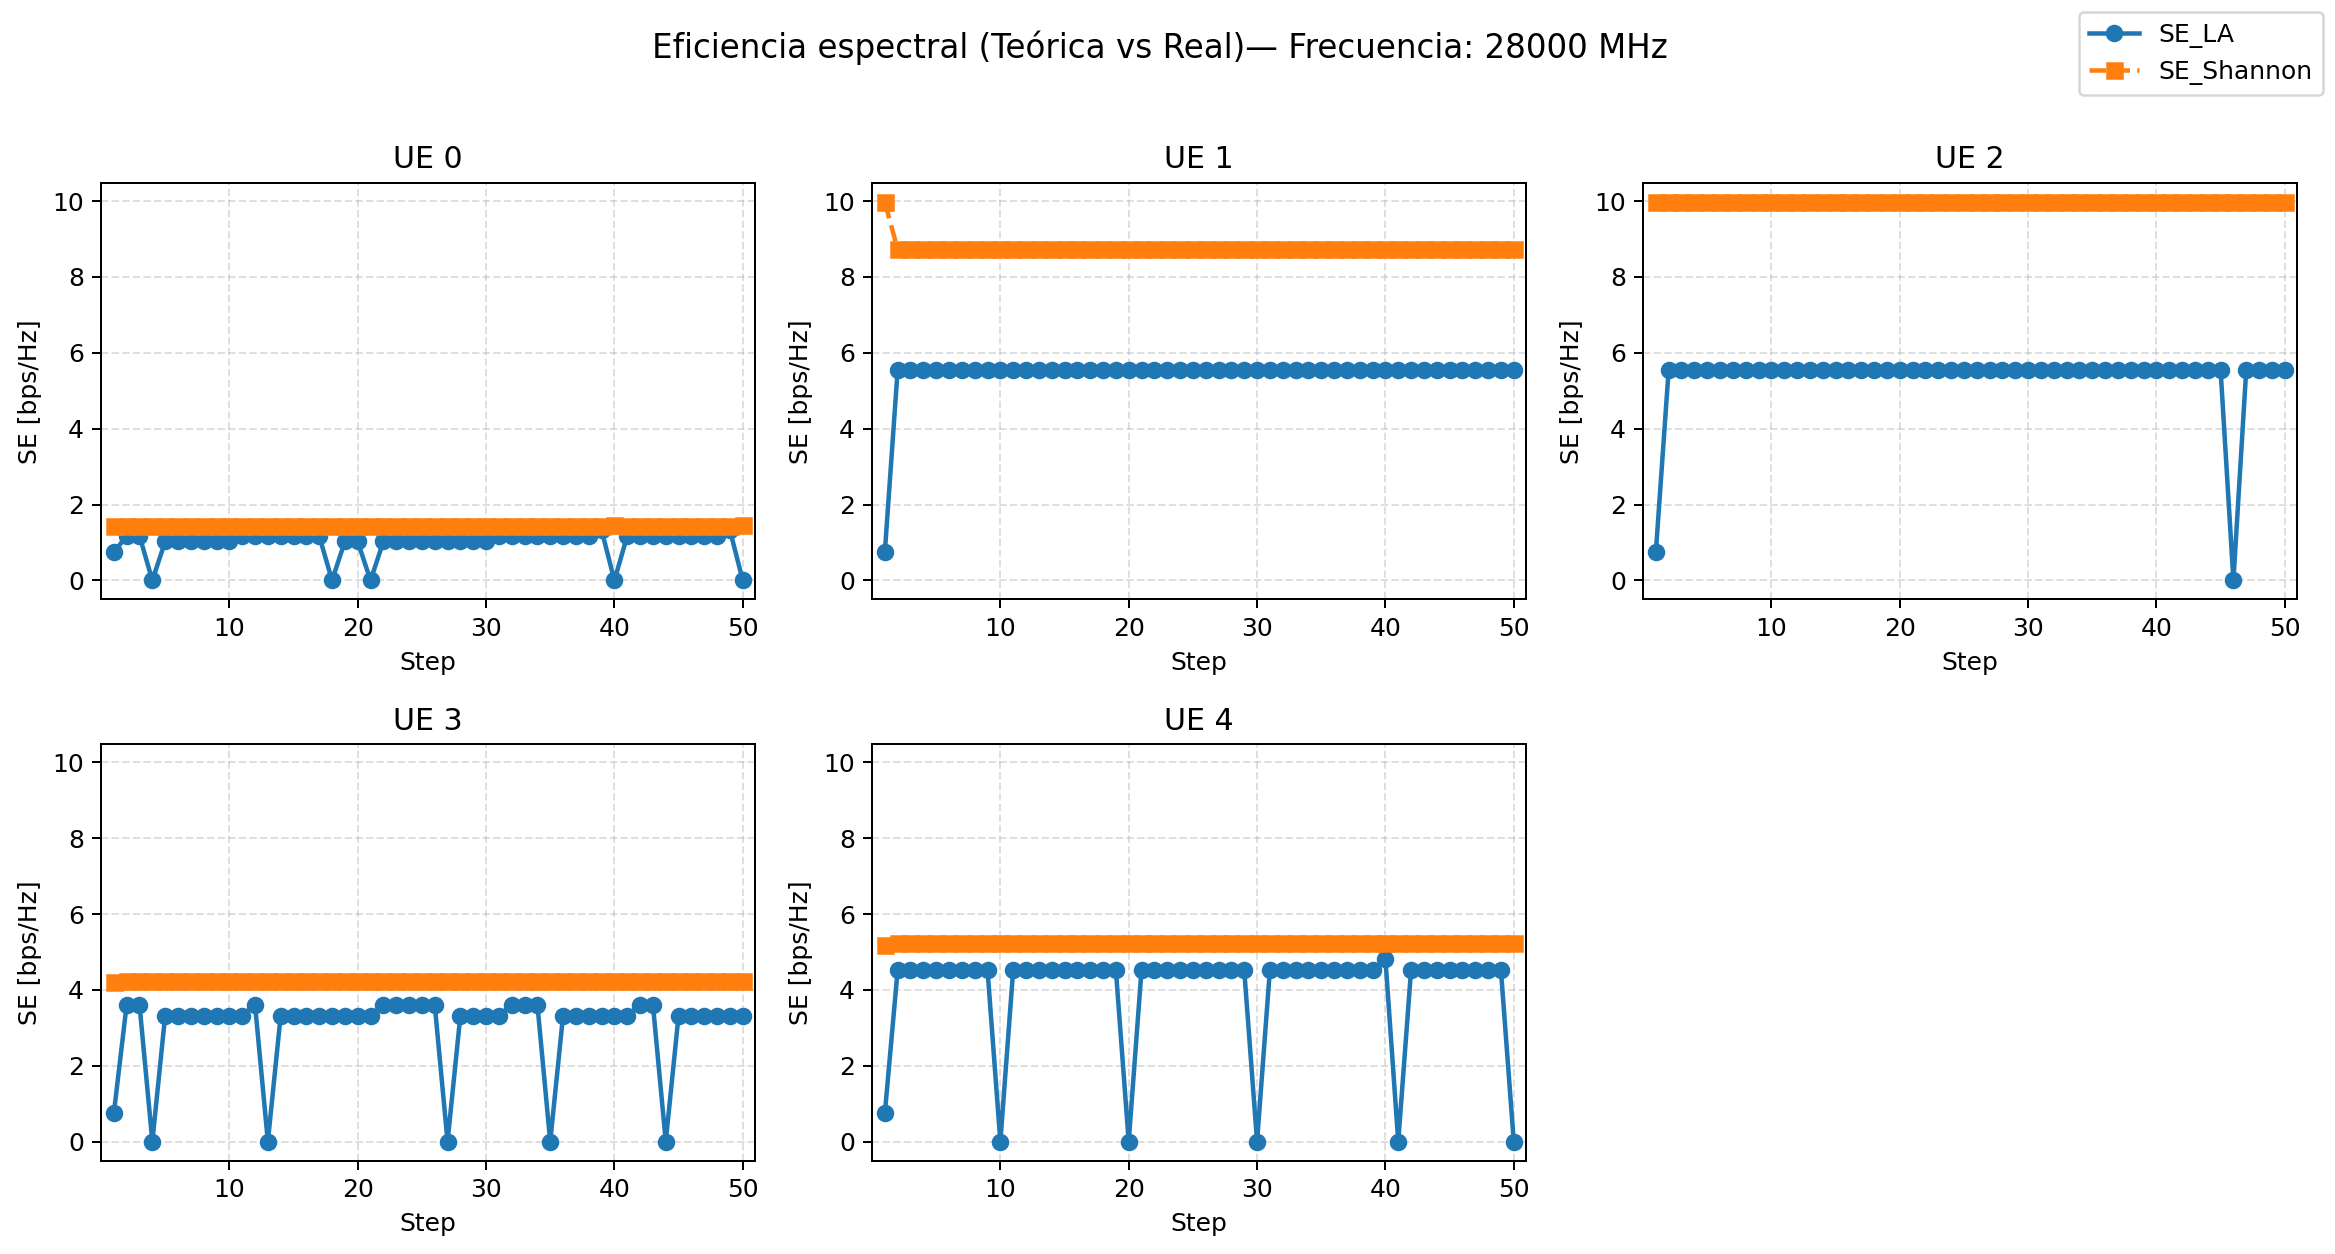 Eficiencia espectral (Teórica vs Real)— Frecuencia: 28000 MHz
SE_LA
SE_Shannon
UE 0
10
8
6
4
2
0
SE [bps/Hz]
10 20 30 40 50
Step
UE 1
10
8
6
4
2
0
SE [bps/Hz]
10 20 30 40 50
Step
UE 2
10
8
6
4
2
0
SE [bps/Hz]
10 20 30 40 50
Step
UE 3
10
8
6
4
2
0
SE [bps/Hz]
10 20 30 40 50
Step
UE 4
10
8
6
4
2
0
SE [bps/Hz]
10 20 30 40 50
Step